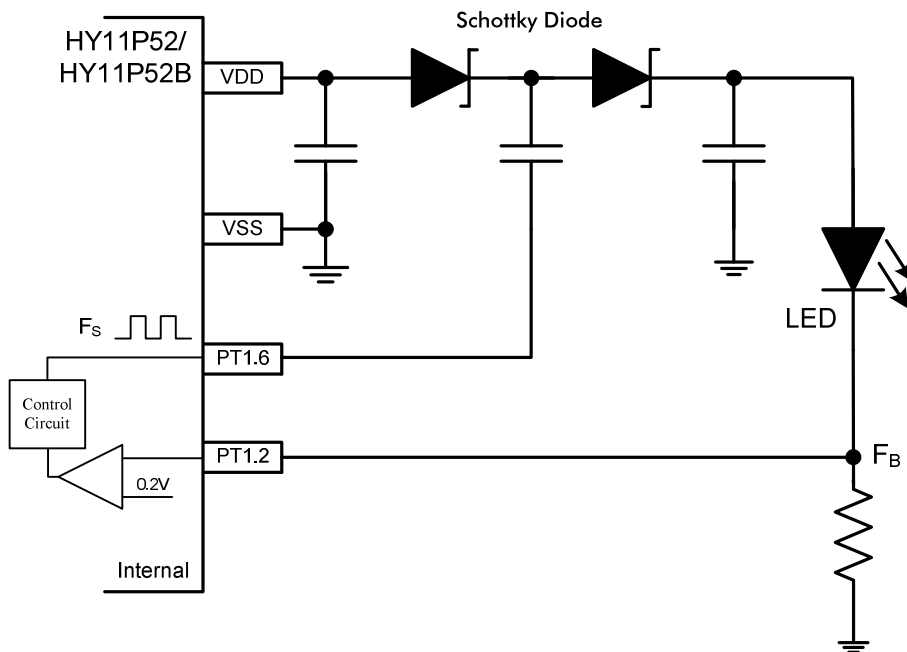 Schottky Diode
HY11P52/
HY11P52B
VDD
VSS
FS
PT1.6
LED
Control
Circuit
PT1.2
FB
0.2V
Internal